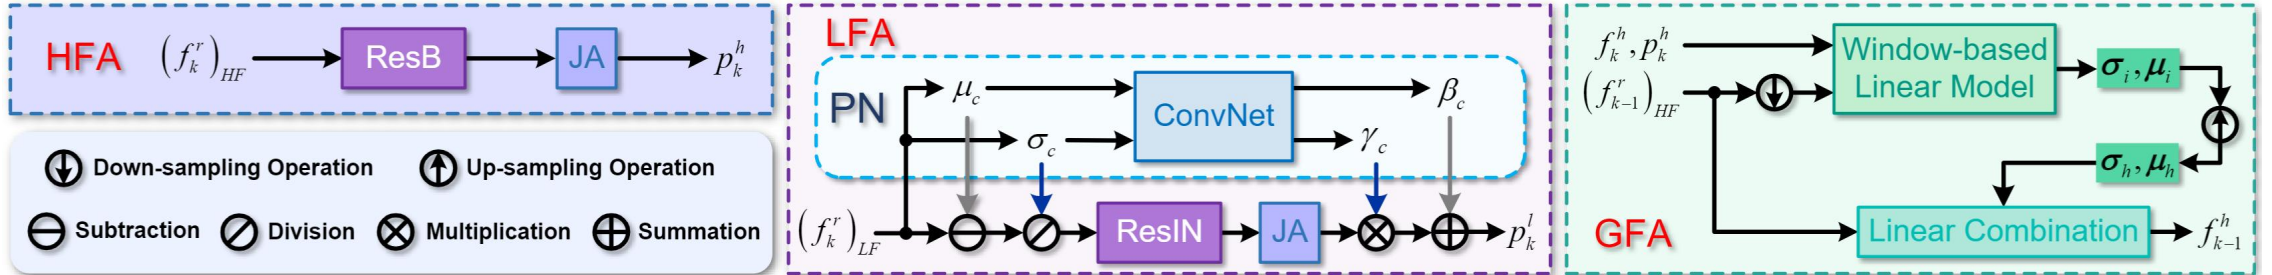 HFA (f_k^r)_HF ResB JA p_k^h
Down-sampling Operation Up-sampling Operation
Subtraction Division Multiplication Summation
LFA
PN μ_c ConvNet β_c
σ_c γ_c
(f_k^r)_LF ResIN JA p_k^l
f_k^h, p_k^h Window-based
Linear Model
(f_{k-1}^r)_HF
σ_i, μ_i
σ_h, μ_h
GFA Linear Combination f_{k-1}^h